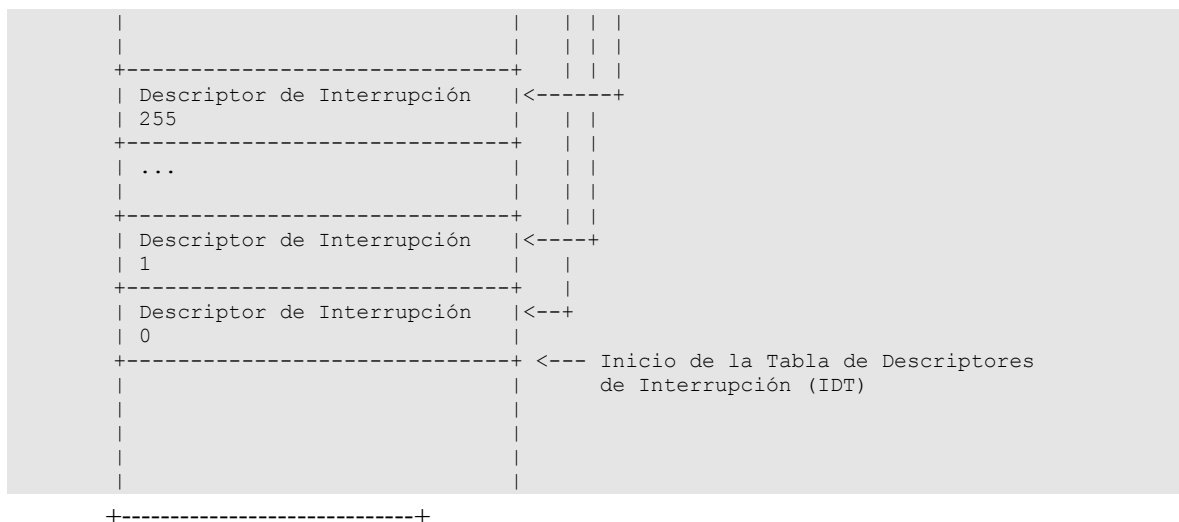 |                              |   | | |
|                              |   | | |
+------------------------------+   | | |
| Descriptor de Interrupción   |<------+
| 255                          |   | |
+------------------------------+   | |
| ...                          |   | |
|                              |   | |
+------------------------------+   | |
| Descriptor de Interrupción   |<----+
| 1                            |   |
+------------------------------+   |
| Descriptor de Interrupción   |<--+
| 0                            |
+------------------------------+ <--- Inicio de la Tabla de Descriptores
|                              |      de Interrupción (IDT)
|                              |
|                              |
|                              |
|                              |
+------------------------------+